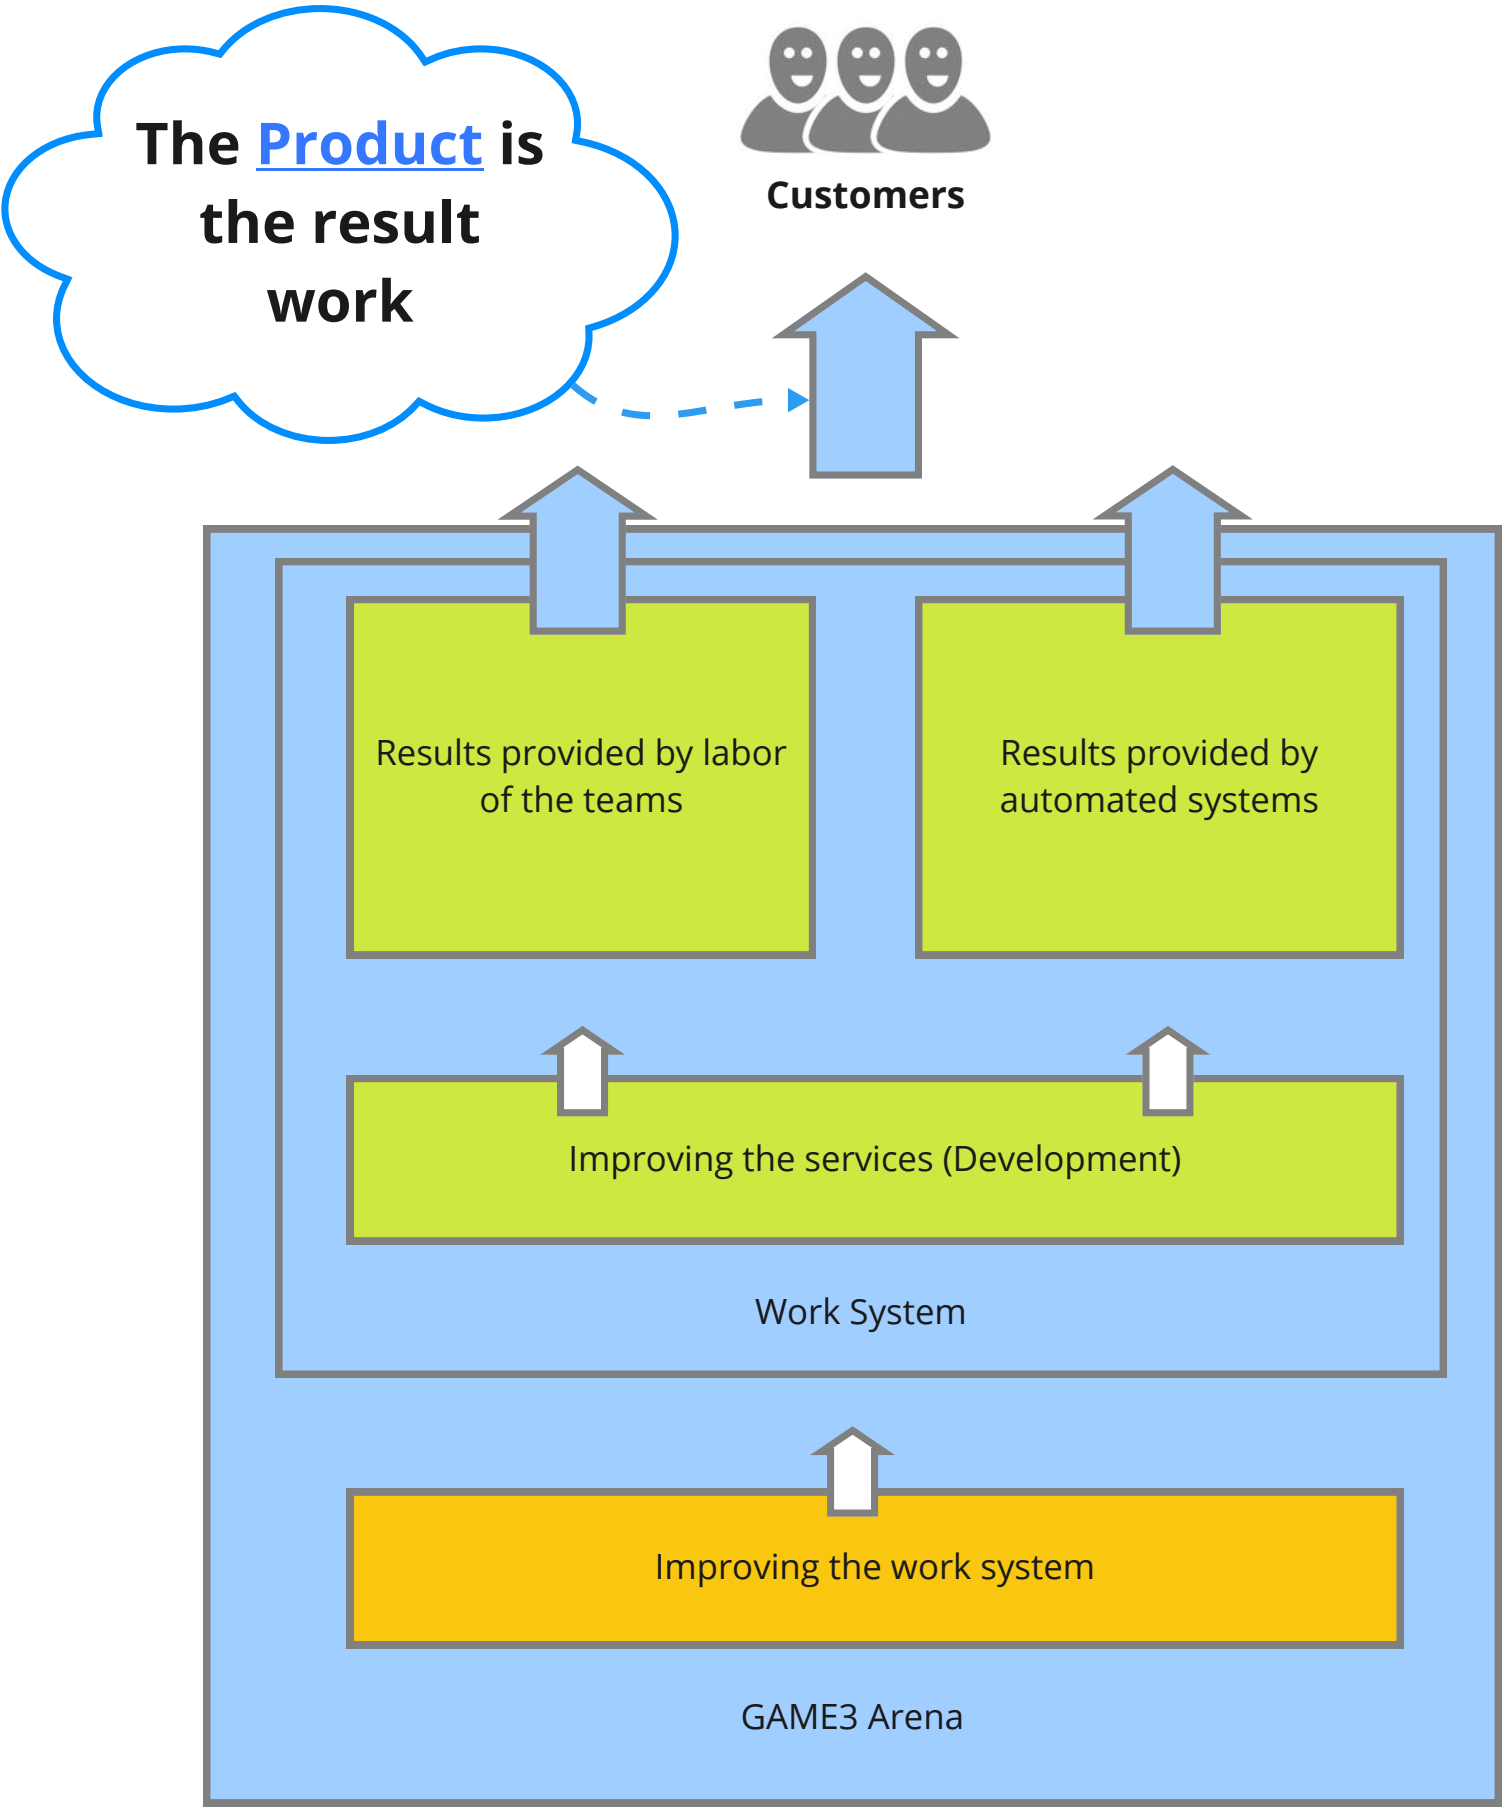 The Product is
the result
work
Customers
Results provided by labor
of the teams
Results provided by
automated systems
Improving the services (Development)
Work System
Improving the work system
GAME3 Arena